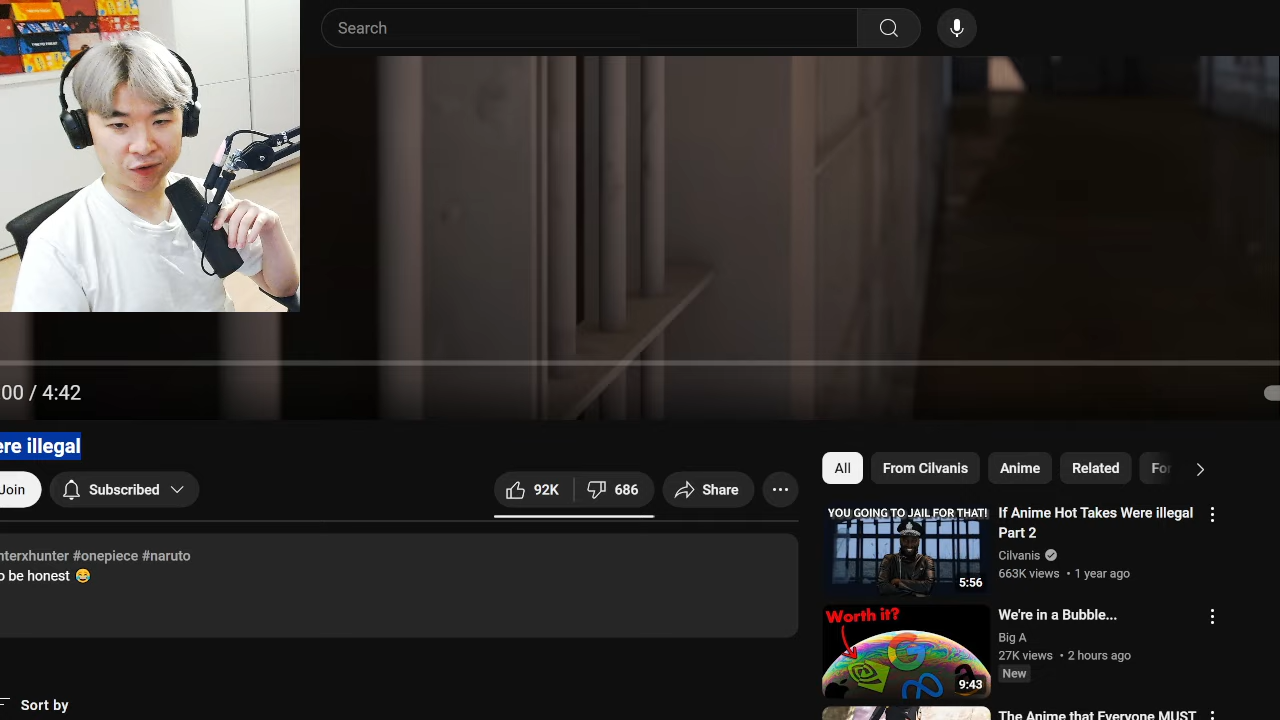 Search
00 / 4:42
ere illegal
Join
Subscribed
92K
686
Share
All
From Cilvanis
Anime
Related
For
nterxhunter #onepiece #naruto
o be honest 😂
Sort by
YOU GOING TO JAIL FOR THAT!
5:56
If Anime Hot Takes Were illegal
Part 2
Cilvanis
663K views • 1 year ago
Worth it?
9:43
We're in a Bubble...
Big A
27K views • 2 hours ago
New
The Anime that Everyone MUST